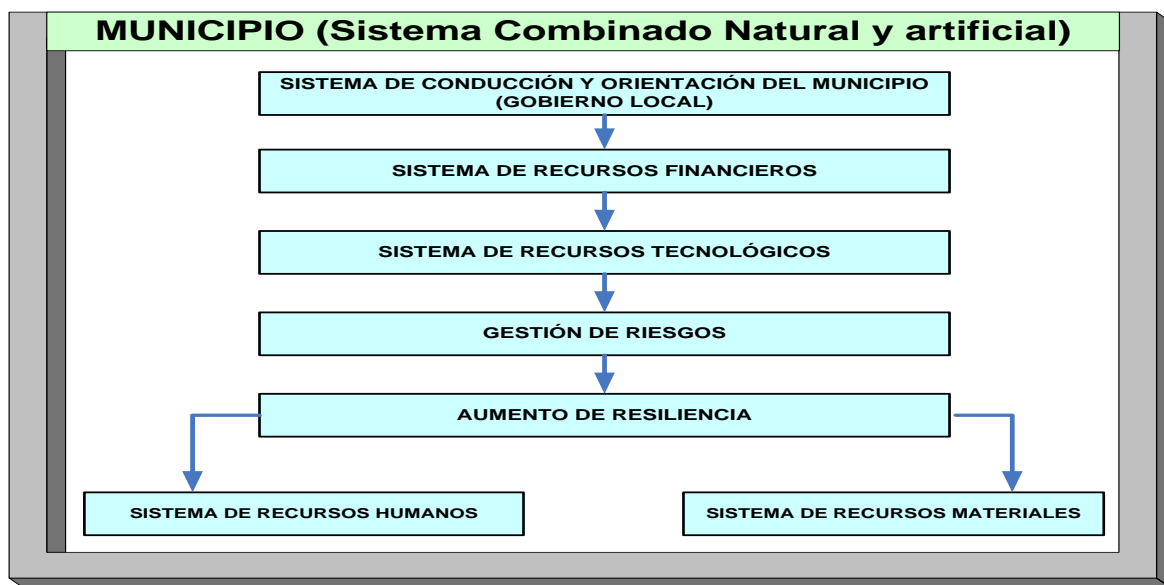 MUNICIPIO (Sistema Combinado Natural y artificial)
SISTEMA DE CONDUCCIÓN Y ORIENTACIÓN DEL MUNICIPIO
(GOBIERNO LOCAL)
SISTEMA DE RECURSOS FINANCIEROS
SISTEMA DE RECURSOS TECNOLÓGICOS
GESTIÓN DE RIESGOS
AUMENTO DE RESILIENCIA
SISTEMA DE RECURSOS HUMANOS
SISTEMA DE RECURSOS MATERIALES